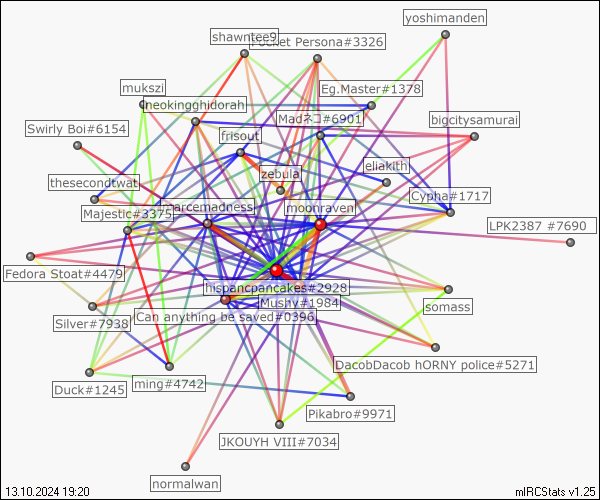 yoshimanden
shawntee9
Pocket Persona#3326
mukszi
Eg.Master#1378
neokingghidorah
Madネコ#6901
bigcitysamurai
Swirly Boi#6154
frisout
zebula
eliakith
thesecondtwat
Cypha#1717
marcemadness
moonraven
Majestic#3375
LPK2387 #7690
Fedora Stoat#4479
hispancpancakes#2928
Mushy#1984
somass
Silver#7938
Can anything be saved#0396
DacobDacob hORNY police#5271
Duck#1245
ming#4742
Pikabro#9971
JKOUYH VIII#7034
normalwan
13.10.2024 19:20
mIRCStats v1.25